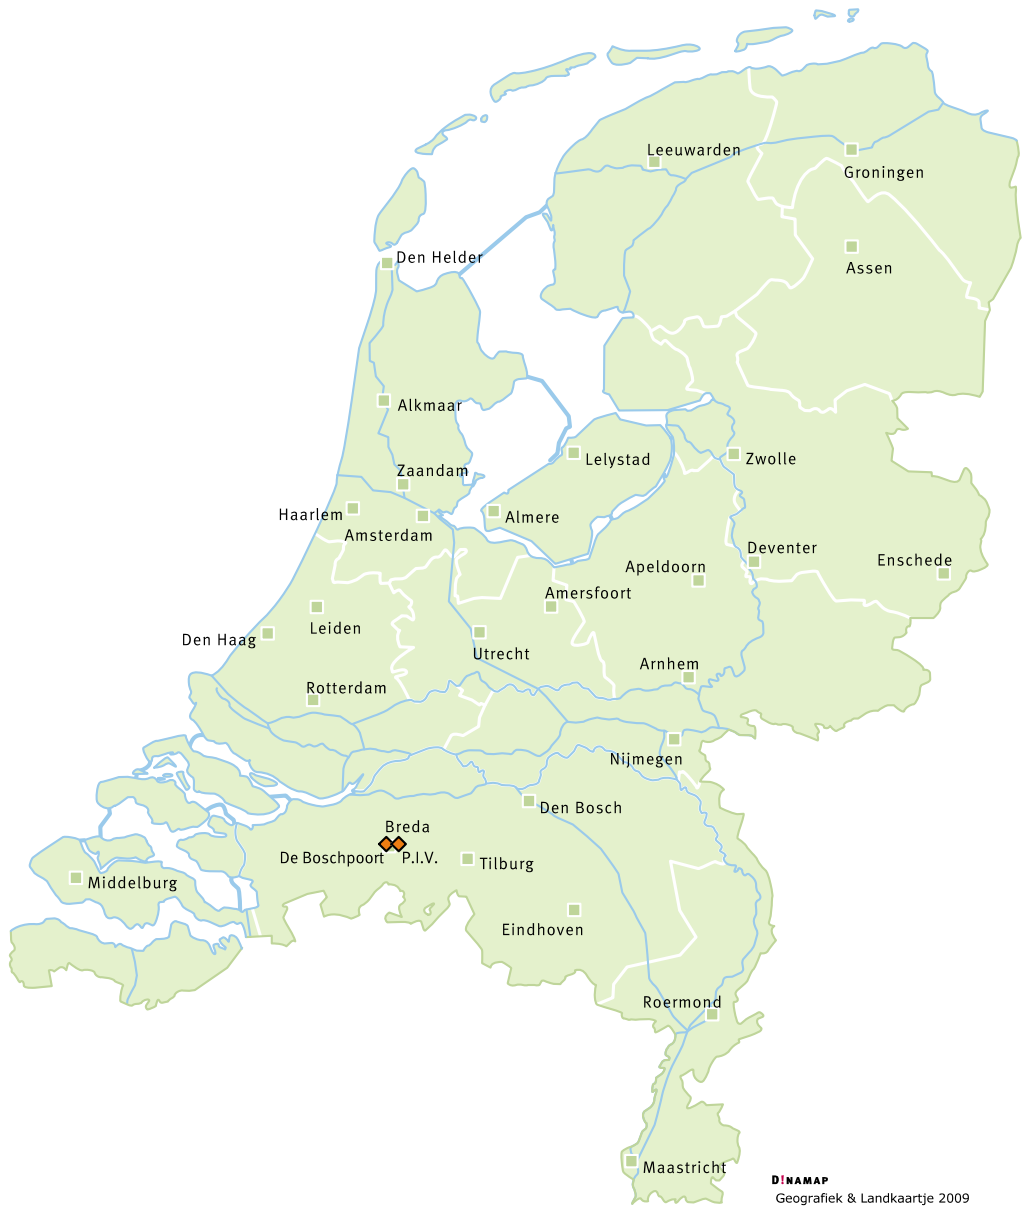 Leeuwarden
Groningen
Den Helder
Assen
Alkmaar
Lelystad
Zwolle
Zaandam
Haarlem
Almere
Amsterdam
Deventer
Enschede
Apeldoorn
Amersfoort
Leiden
Den Haag
Utrecht
Arnhem
Rotterdam
Nijmegen
Den Bosch
Breda
De Boschpoort
P.I.V.
Tilburg
Middelburg
Eindhoven
Roermond
Maastricht
D!NAMAP
Geografiek & Landkaartje 2009